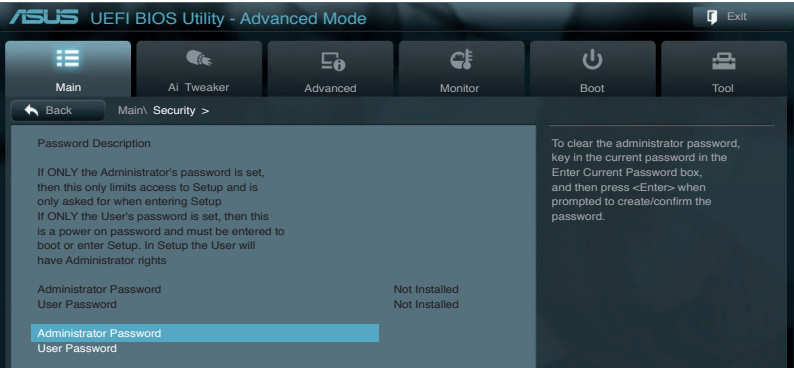 ASUS UEFI BIOS Utility - Advanced Mode
Exit
Main
Ai Tweaker
Advanced
Monitor
Boot
Tool
Back
Main\ Security >
Password Description
If ONLY the Administrator's password is set,
then this only limits access to Setup and is
only asked for when entering Setup
If ONLY the User's password is set, then this
is a power on password and must be entered to
boot or enter Setup. In Setup the User will
have Administrator rights
Administrator Password Not Installed
User Password Not Installed
Administrator Password
User Password
To clear the administrator password,
key in the current password in the
Enter Current Password box,
and then press <Enter> when
prompted to create/confirm the
password.